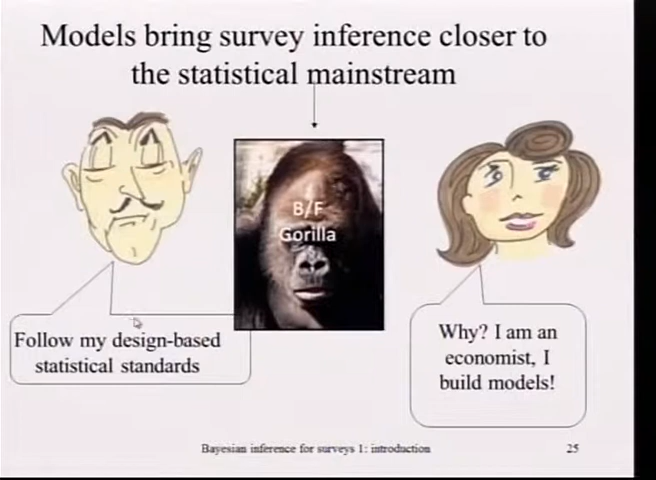 Models bring survey inference closer to
the statistical mainstream
B/F
Gorilla
Follow my design-based
statistical standards
Why? I am an
economist, I
build models!
Bayesian inference for surveys 1: introduction
25